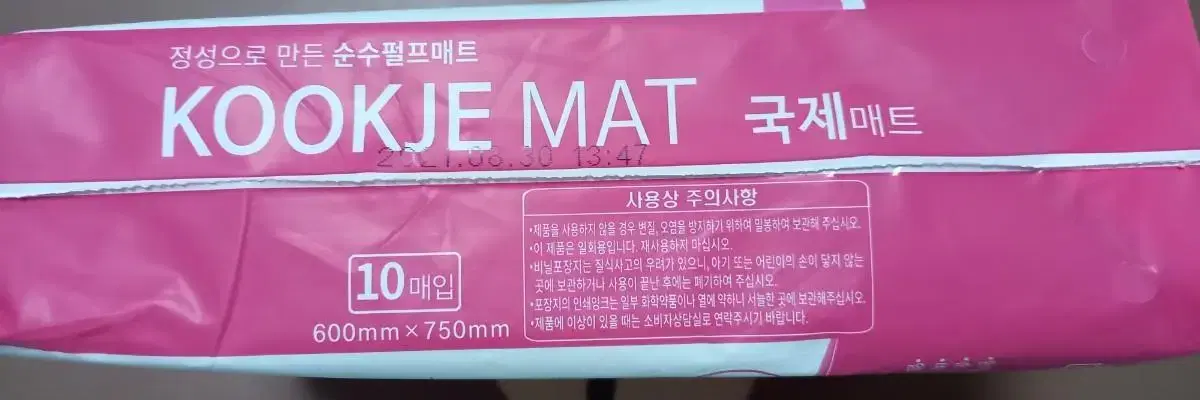 정성으로 만든 순수펄프매트
KOOKJE MAT 국제매트
2021.08.30 13:47
사용상 주의사항
•제품을 사용하지 않을 경우 변질, 오염을 방지하기 위하여 밀봉하여 보관해 주십시오.
•이 제품은 일회용입니다. 재사용하지 마십시오.
•비닐포장지는 질식사고의 우려가 있으니, 아기 또는 어린이의 손이 닿지 않는
곳에 보관하거나 사용이 끝난 후에는 폐기하여 주십시오.
•포장지의 인쇄잉크는 일부 화학약품이나 열에 약하니 서늘한 곳에 보관해주십시오.
•제품에 이상이 있을 때는 소비자상담실로 연락주시기 바랍니다.
10매입
600mm×750mm